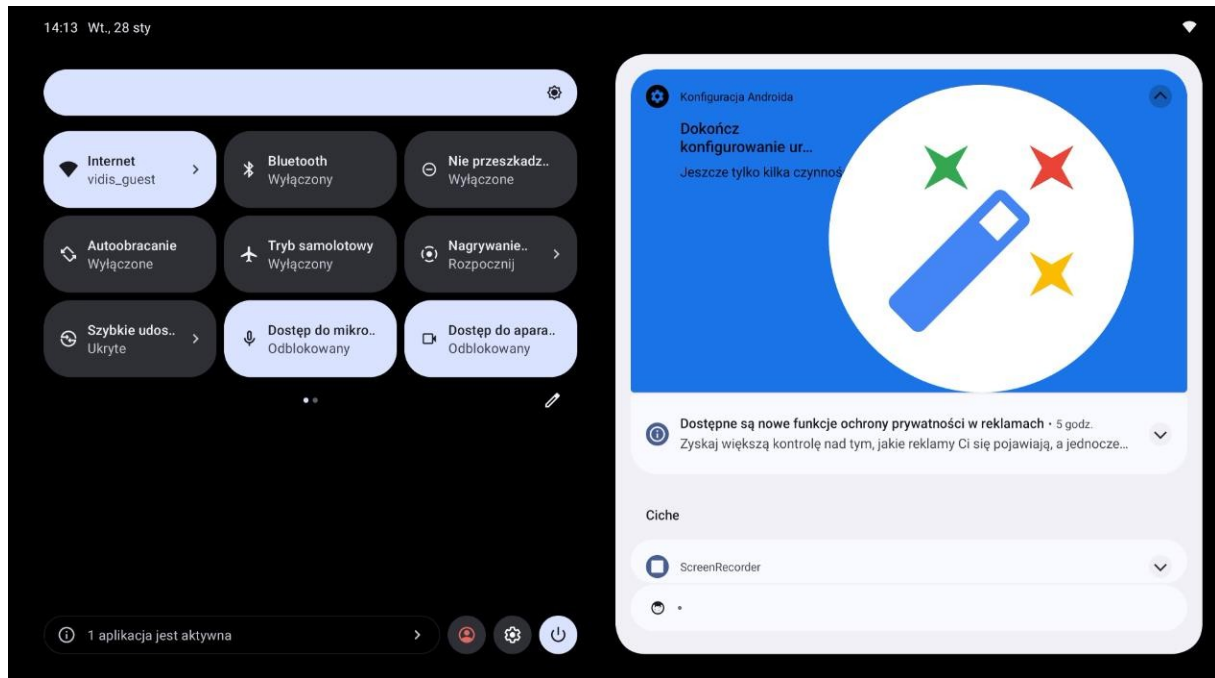 14:13 Wt., 28 sty
Internet
vidis_guest
Bluetooth
Wyłączony
Nie przeszkadz..
Wyłączone
Autoobracanie
Wyłączone
Tryb samolotowy
Wyłączony
Nagrywanie..
Rozpocznij
Szybkie udos..
Ukryte
Dostęp do mikro..
Odblokowany
Dostęp do apara..
Odblokowany
1 aplikacja jest aktywna
Konfiguracja Androida
Dokończ
konfigurowanie ur...
Jeszcze tylko kilka czynnoś
Dostępne są nowe funkcje ochrony prywatności w reklamach • 5 godz.
Zyskaj większą kontrolę nad tym, jakie reklamy Ci się pojawiają, a jednocze...
Ciche
ScreenRecorder